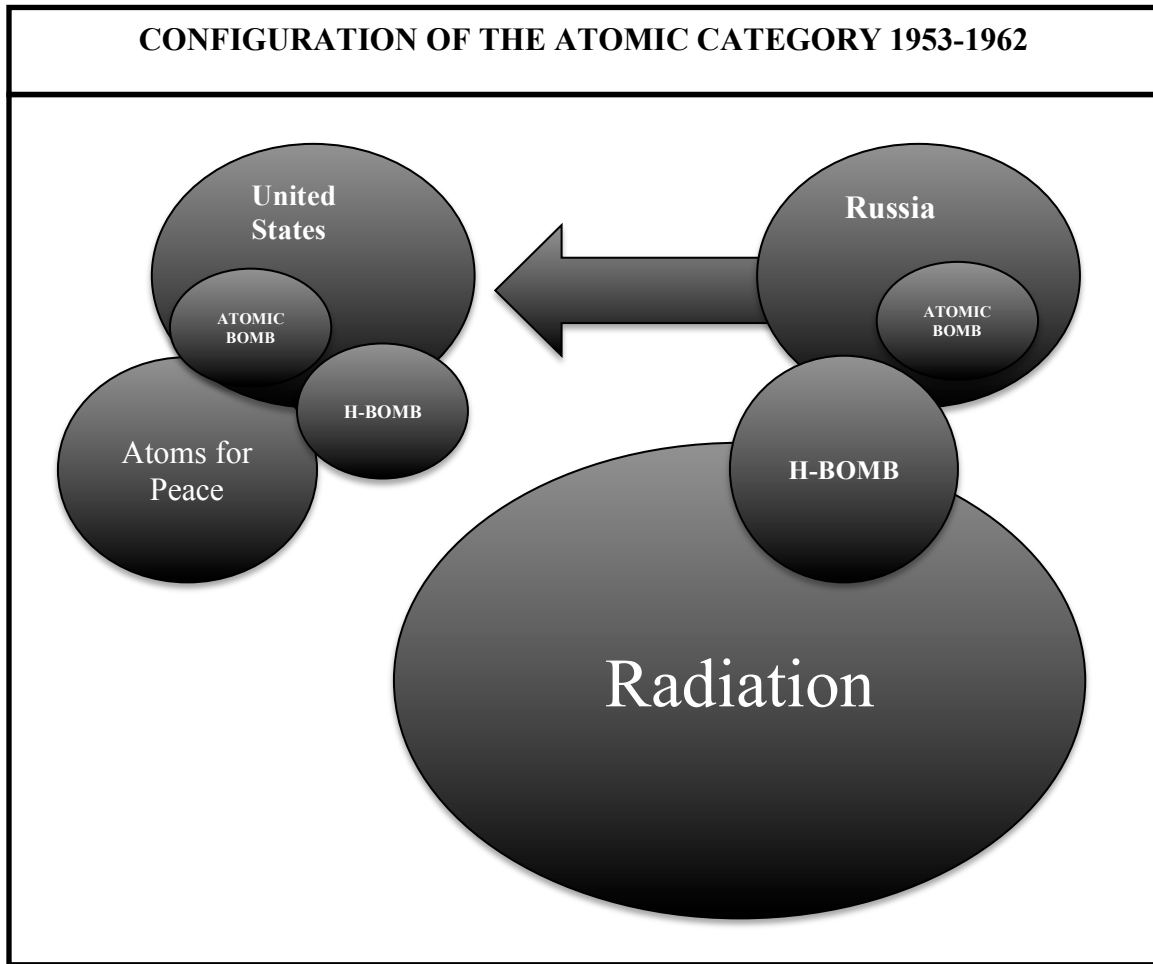 CONFIGURATION OF THE ATOMIC CATEGORY 1953-1962
United
States
Russia
ATOMIC
BOMB
ATOMIC
BOMB
H-BOMB
Atoms for
Peace
H-BOMB
Radiation